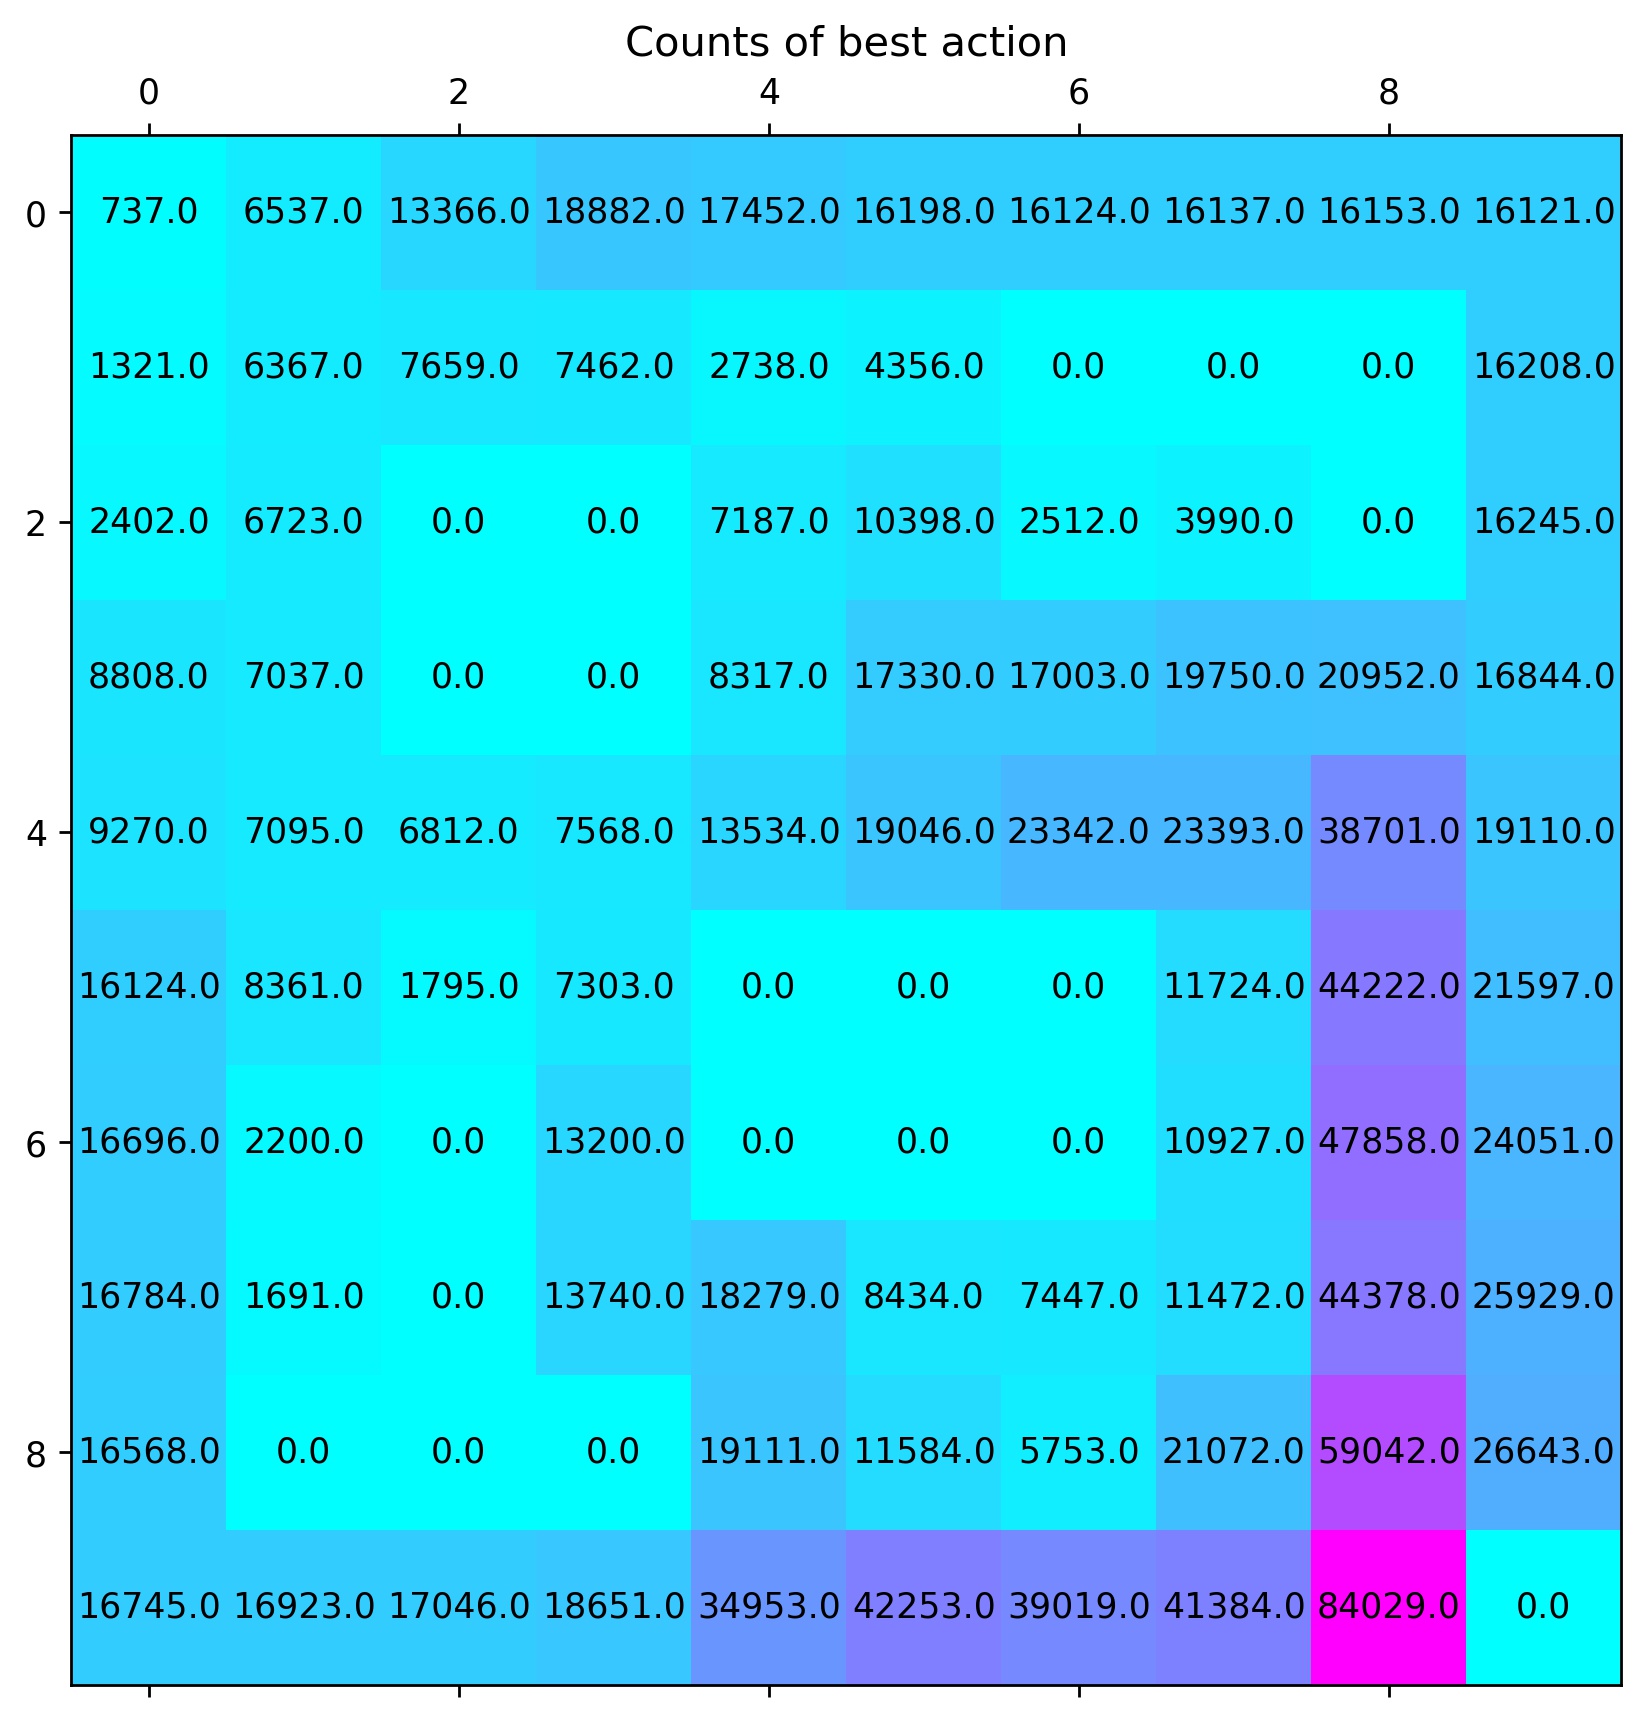 Counts of best action
0 2 4 6 8
0 737.0 6537.0 13366.0 18882.0 17452.0 16198.0 16124.0 16137.0 16153.0 16121.0
1321.0 6367.0 7659.0 7462.0 2738.0 4356.0 0.0 0.0 0.0 16208.0
2 2402.0 6723.0 0.0 0.0 7187.0 10398.0 2512.0 3990.0 0.0 16245.0
8808.0 7037.0 0.0 0.0 8317.0 17330.0 17003.0 19750.0 20952.0 16844.0
4 9270.0 7095.0 6812.0 7568.0 13534.0 19046.0 23342.0 23393.0 38701.0 19110.0
16124.0 8361.0 1795.0 7303.0 0.0 0.0 0.0 11724.0 44222.0 21597.0
6 16696.0 2200.0 0.0 13200.0 0.0 0.0 0.0 10927.0 47858.0 24051.0
16784.0 1691.0 0.0 13740.0 18279.0 8434.0 7447.0 11472.0 44378.0 25929.0
8 16568.0 0.0 0.0 0.0 19111.0 11584.0 5753.0 21072.0 59042.0 26643.0
16745.0 16923.0 17046.0 18651.0 34953.0 42253.0 39019.0 41384.0 84029.0 0.0